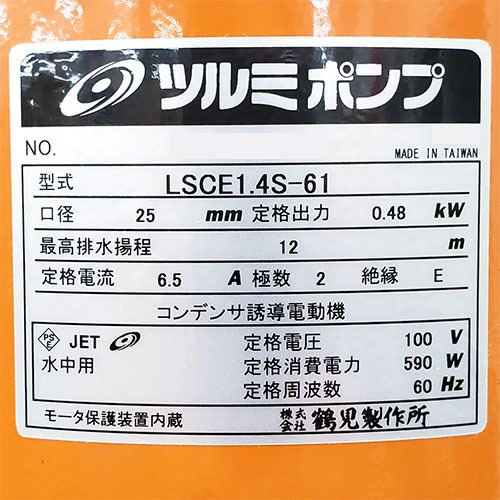 ツルミポンプ
NO.
MADE IN TAIWAN
型式 LSCE1.4S-61
口径 25 mm 定格出力 0.48 kW
最高排水揚程 12 m
定格電流 6.5 A 極数 2 絶縁 E
コンデンサ誘導電動機
PSE JET 定格電圧 100 V
水中用 定格消費電力 590 W
定格周波数 60 Hz
モータ保護装置内蔵 株式会社 鶴見製作所